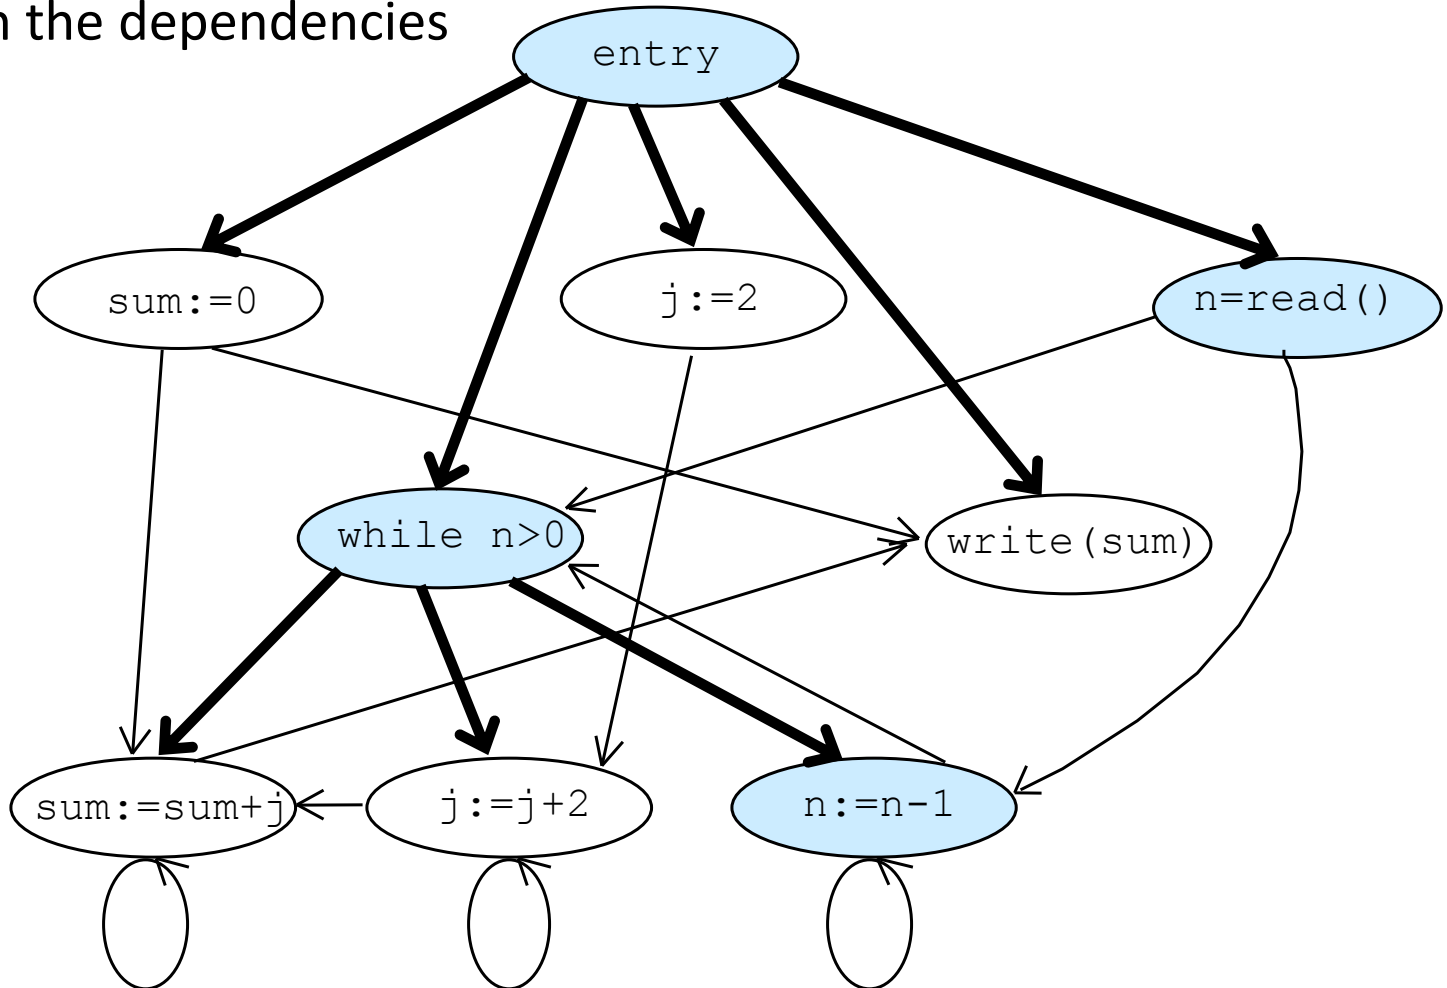 the dependencies
entry
sum:=0
j:=2
n=read()
while n>0
write(sum)
sum:=sum+j
j:=j+2
n:=n-1